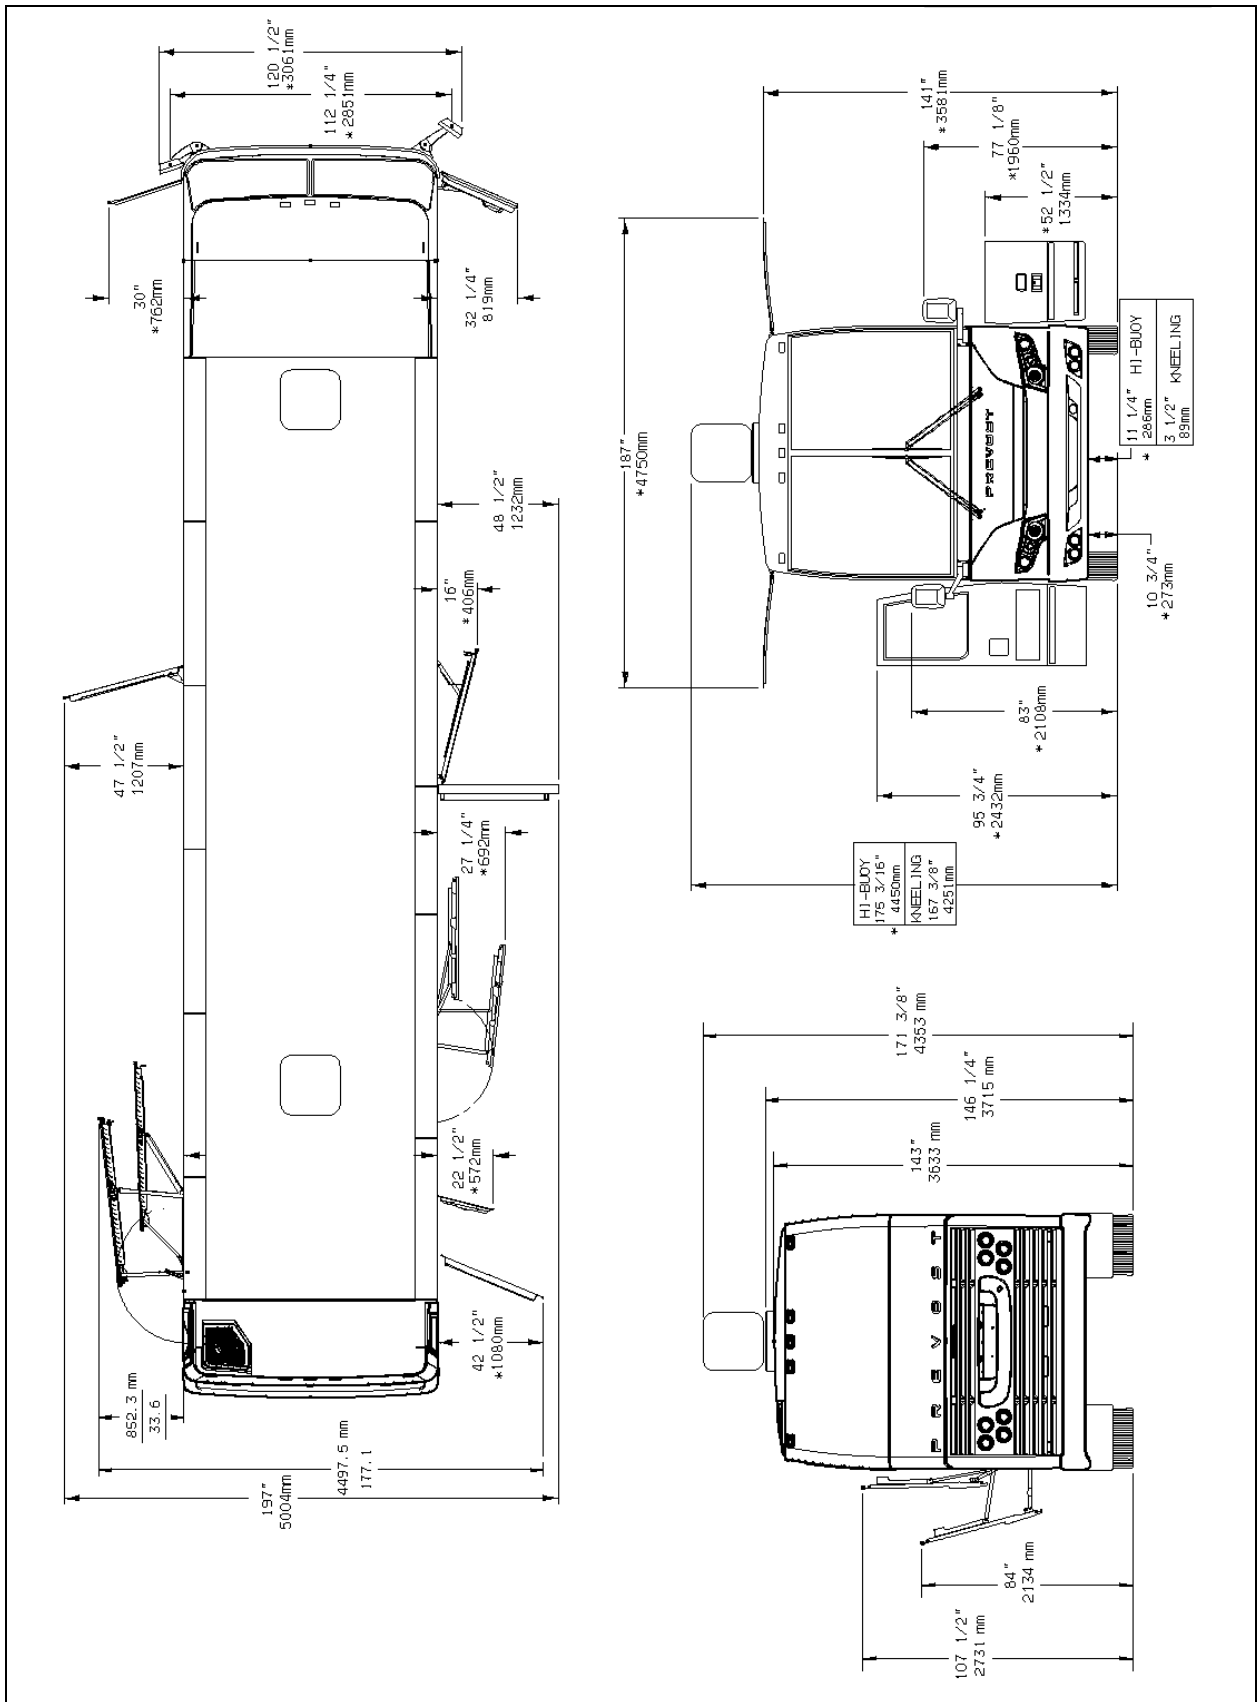 120 1/2"
*3061mm
112 1/4"
*2851mm
30"
*762mm
32 1/4"
819mm
48 1/2"
1232mm
16"
*406mm
47 1/2"
1207mm
27 1/4"
*692mm
22 1/2"
*572mm
42 1/2"
*1080mm
852.3 mm
33.6
4497.5 mm
177.1
197"
5004mm
141"
*3581mm
77 1/8"
*1960mm
*52 1/2"
1334mm
187"
*4750mm
PREVOST
11 1/4" HI-BUOY
286mm
*
3 1/2" KNEELING
89mm
10 3/4"
*273mm
83"
*2108mm
95 3/4"
*2432mm
HI-BUOY
175 3/16"
* 4450mm
KNEELING
167 3/8"
4251mm
171 3/8"
4353 mm
146 1/4"
3715 mm
143"
3633 mm
PREVOST
84"
2134 mm
107 1/2"
2731 mm